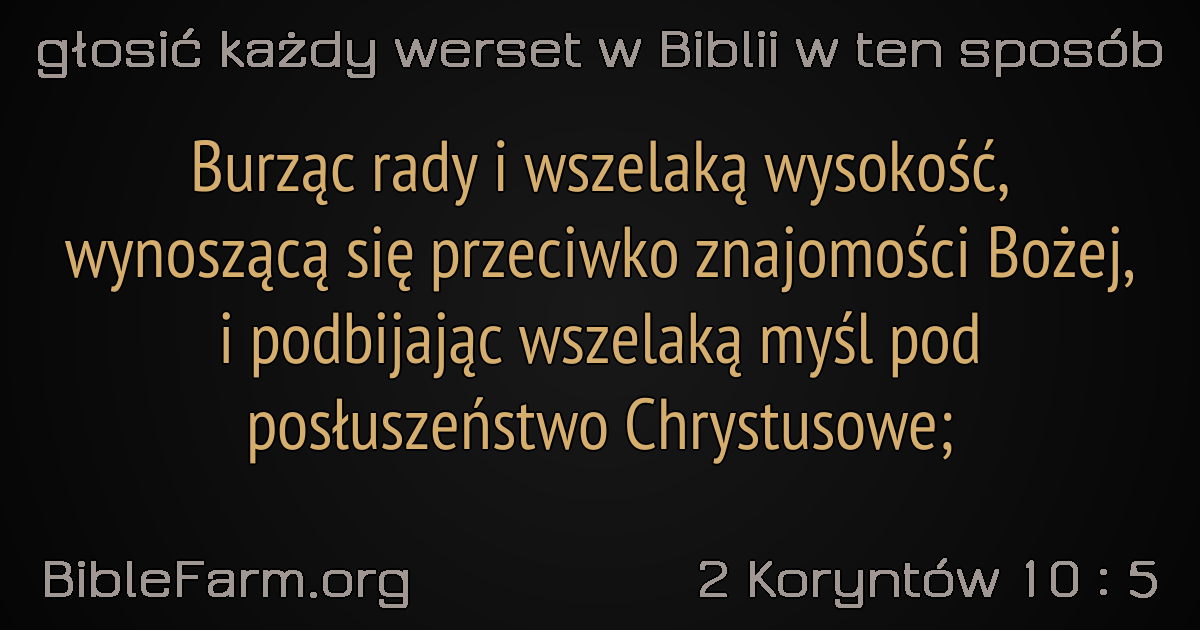 głosić każdy werset w Biblii w ten sposób
Burząc rady i wszelaką wysokość,
wynoszącą się przeciwko znajomości Bożej,
i podbijając wszelaką myśl pod
posłuszeństwo Chrystusowe;
BibleFarm.org
2 Koryntów 10 : 5